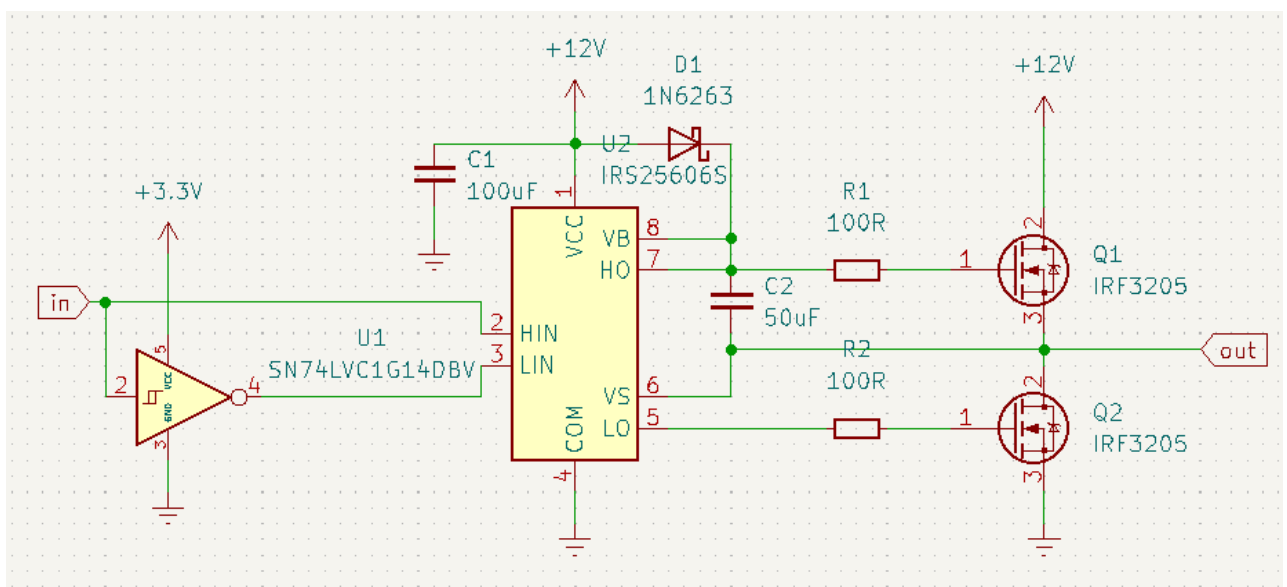 +12V
D1
1N6263
+12V
U2
IRS25606S
C1
100uF
1
VCC
+3.3V
R1
100R
2
VB
8
HO
7
1
Q1
IRF3205
C2
50uF
3
in
2
HIN
5
VCC
U1
SN74LVC1G14DBV
3
LIN
R2
100R
out
2
4
GND
3
VS
6
LO
5
COM
4
2
1
Q2
IRF3205
3